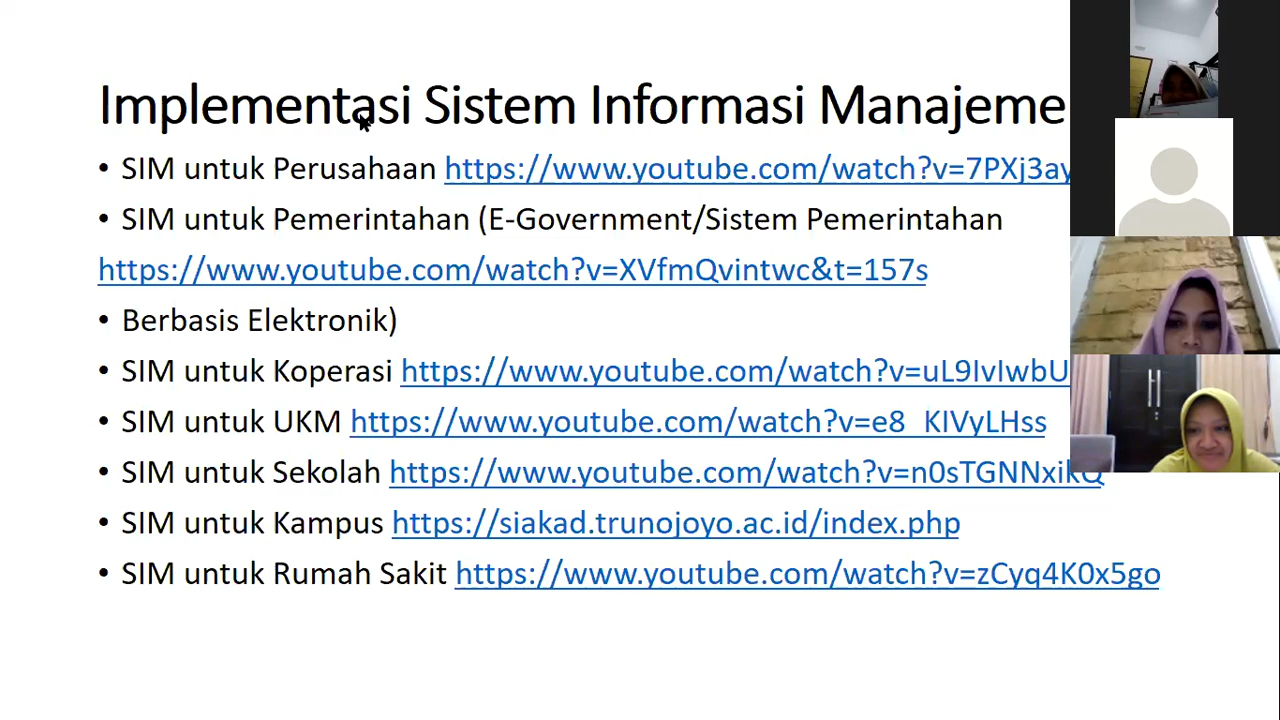 Implementasi Sistem Informasi Manajeme
• SIM untuk Perusahaan https://www.youtube.com/watch?v=7PXj3ay
• SIM untuk Pemerintahan (E-Government/Sistem Pemerintahan
https://www.youtube.com/watch?v=XVfmQvintwc&t=157s
• Berbasis Elektronik)
• SIM untuk Koperasi https://www.youtube.com/watch?v=uL9IvIwbU
• SIM untuk UKM https://www.youtube.com/watch?v=e8_KIVyLHss
• SIM untuk Sekolah https://www.youtube.com/watch?v=n0sTGNNxikQ
• SIM untuk Kampus https://siakad.trunojoyo.ac.id/index.php
• SIM untuk Rumah Sakit https://www.youtube.com/watch?v=zCyq4K0x5go